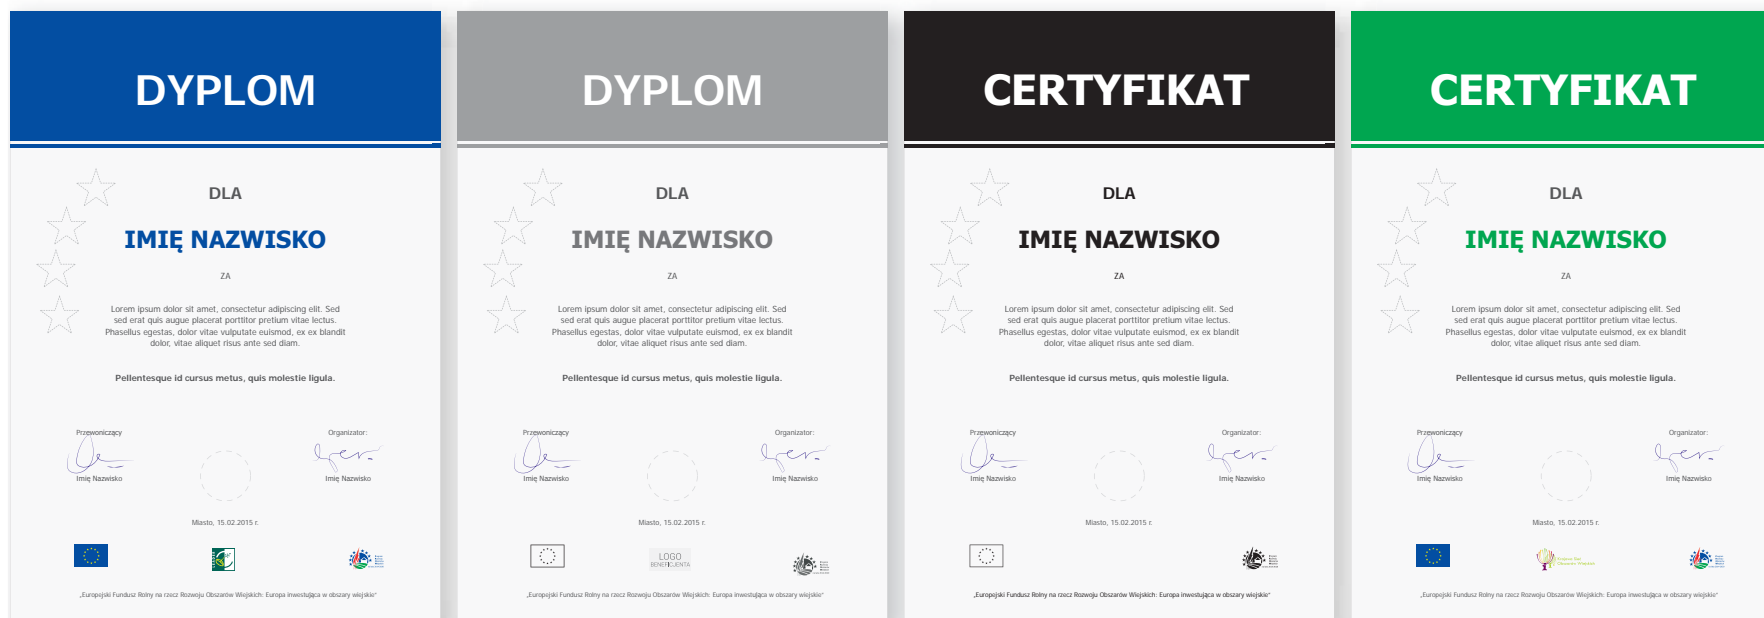 DYPLOM
DLA
IMIĘ NAZWISKO
ZA
Lorem ipsum dolor sit amet, consectetur adipiscing elit. Sed
sed erat quis augue placerat porttitor pretium vitae lectus.
Phasellus egestas, dolor vitae vulputate euismod, ex ex blandit
dolor, vitae aliquet risus ante sed diam.
Pellentesque id cursus metus, quis molestie ligula.
Przewoniczący
Organizator:
Imię Nazwisko
Imię Nazwisko
Miasto, 15.02.2015 r.
„Europejski Fundusz Rolny na rzecz Rozwoju Obszarów Wiejskich: Europa inwestująca w obszary wiejskie”
DYPLOM
DLA
IMIĘ NAZWISKO
ZA
Lorem ipsum dolor sit amet, consectetur adipiscing elit. Sed
sed erat quis augue placerat porttitor pretium vitae lectus.
Phasellus egestas, dolor vitae vulputate euismod, ex ex blandit
dolor, vitae aliquet risus ante sed diam.
Pellentesque id cursus metus, quis molestie ligula.
Przewoniczący
Organizator:
Imię Nazwisko
Imię Nazwisko
Miasto, 15.02.2015 r.
LOGO
BENEFICJENTA
„Europejski Fundusz Rolny na rzecz Rozwoju Obszarów Wiejskich: Europa inwestująca w obszary wiejskie”
CERTYFIKAT
DLA
IMIĘ NAZWISKO
ZA
Lorem ipsum dolor sit amet, consectetur adipiscing elit. Sed
sed erat quis augue placerat porttitor pretium vitae lectus.
Phasellus egestas, dolor vitae vulputate euismod, ex ex blandit
dolor, vitae aliquet risus ante sed diam.
Pellentesque id cursus metus, quis molestie ligula.
Przewoniczący
Organizator:
Imię Nazwisko
Imię Nazwisko
Miasto, 15.02.2015 r.
„Europejski Fundusz Rolny na rzecz Rozwoju Obszarów Wiejskich: Europa inwestująca w obszary wiejskie”
CERTYFIKAT
DLA
IMIĘ NAZWISKO
ZA
Lorem ipsum dolor sit amet, consectetur adipiscing elit. Sed
sed erat quis augue placerat porttitor pretium vitae lectus.
Phasellus egestas, dolor vitae vulputate euismod, ex ex blandit
dolor, vitae aliquet risus ante sed diam.
Pellentesque id cursus metus, quis molestie ligula.
Przewoniczący
Organizator:
Imię Nazwisko
Imię Nazwisko
Miasto, 15.02.2015 r.
Krajowa Sieć
Obszarów Wiejskich
„Europejski Fundusz Rolny na rzecz Rozwoju Obszarów Wiejskich: Europa inwestująca w obszary wiejskie”